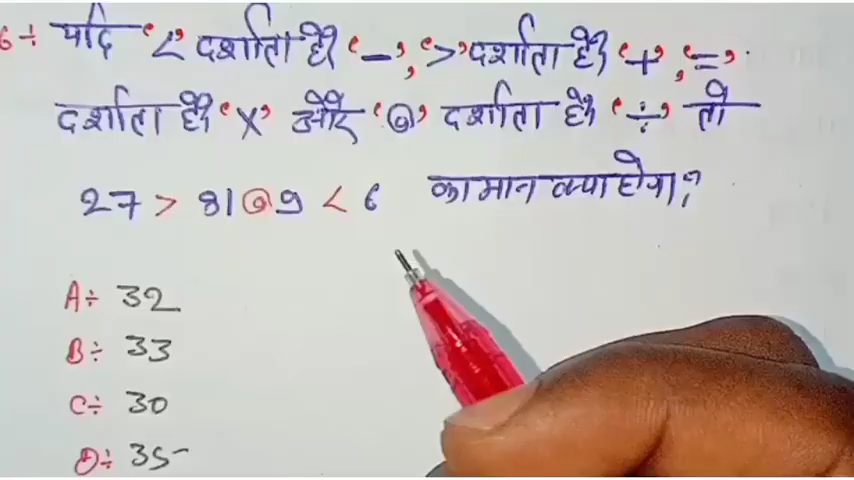 6÷ यदि '<' दर्शाता है '−', '>' दर्शाता है '+', '='
दर्शाता है 'x' और '@' दर्शाता है '÷' तो
27 > 81 @ 9 < 6 का मान क्या होगा?
A÷ 32
B÷ 33
C÷ 30
D÷ 35